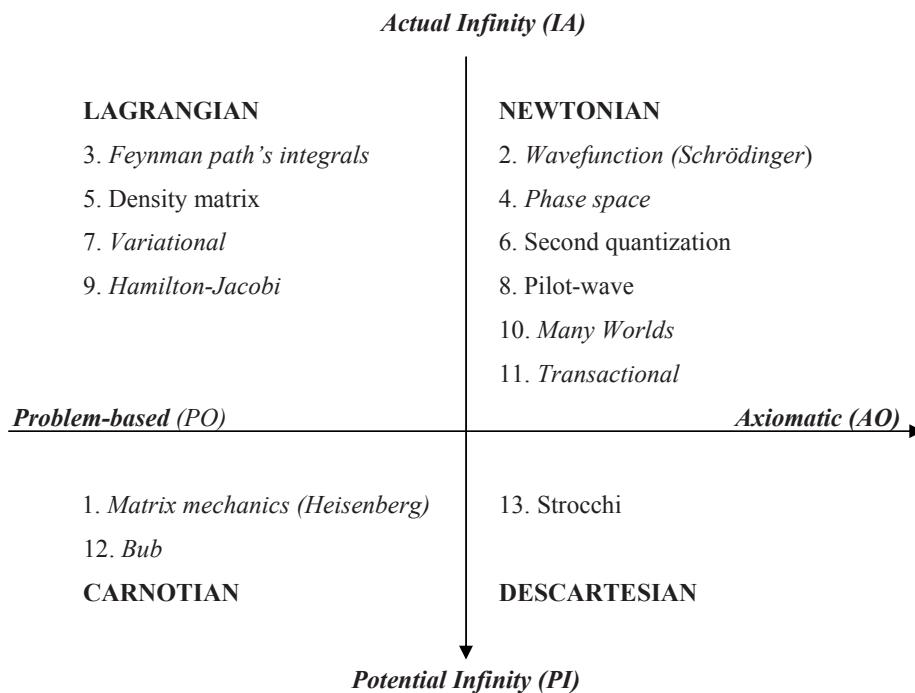 Actual Infinity (IA)
LAGRANGIAN
3. Feynman path's integrals
5. Density matrix
7. Variational
9. Hamilton-Jacobi
NEWTONIAN
2. Wavefunction (Schrödinger)
4. Phase space
6. Second quantization
8. Pilot-wave
10. Many Worlds
11. Transactional
Problem-based (PO)
Axiomatic (AO)
1. Matrix mechanics (Heisenberg)
12. Bub
CARNOTIAN
13. Strocchi
DESCARTESIAN
Potential Infinity (PI)